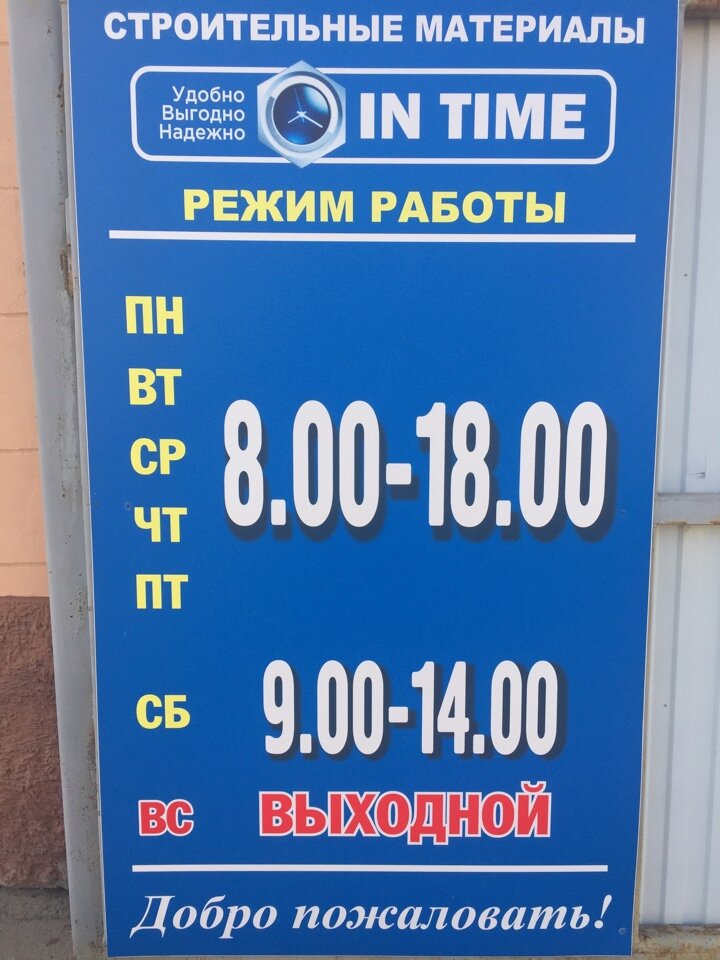 СТРОИТЕЛЬНЫЕ МАТЕРИАЛЫ
Удобно
Выгодно
Надежно
IN TIME
РЕЖИМ РАБОТЫ
ПН
ВТ
СР
ЧТ
ПТ
8.00-18.00
СБ 9.00-14.00
ВС ВЫХОДНОЙ
Добро пожаловать!